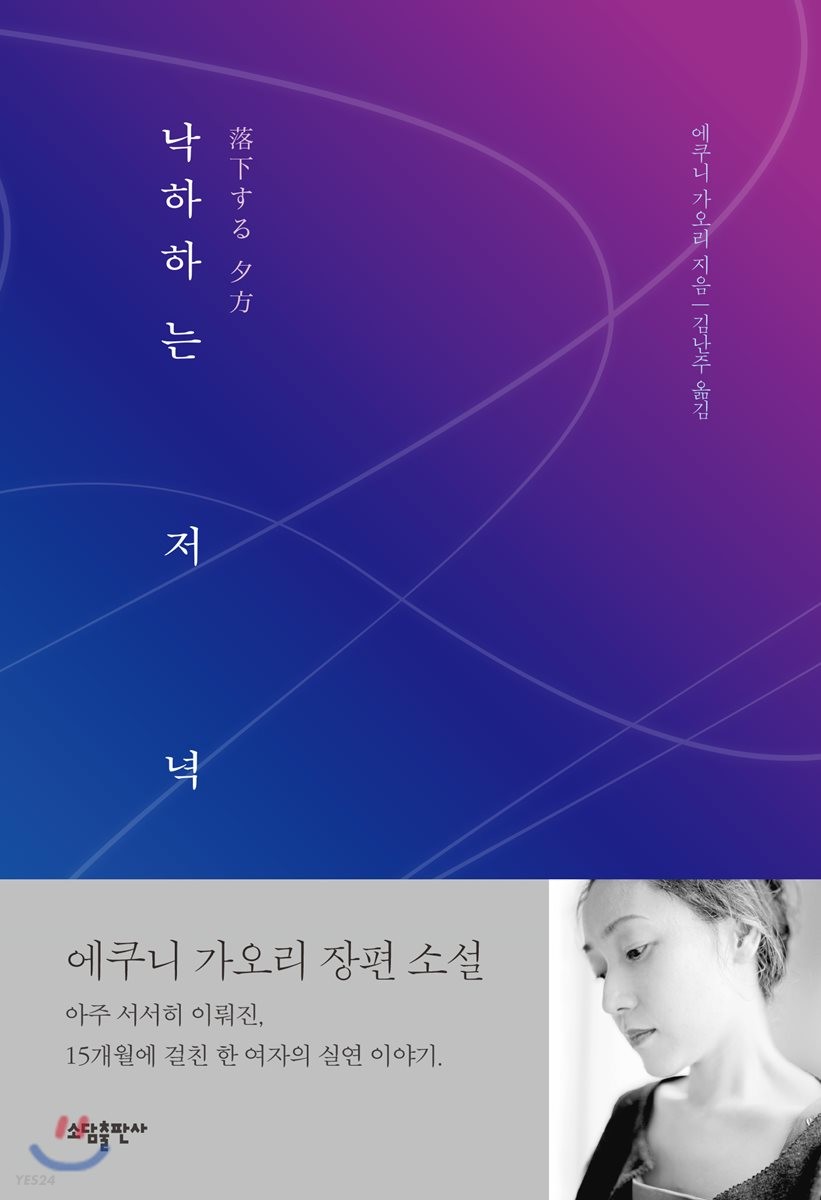 낙하하는 저녁
落下する 夕方
에쿠니 가오리 지음 | 김난주 옮김
에쿠니 가오리 장편 소설
아주 서서히 이뤄진,
15개월에 걸친 한 여자의 실연 이야기.
소담출판사
YES24